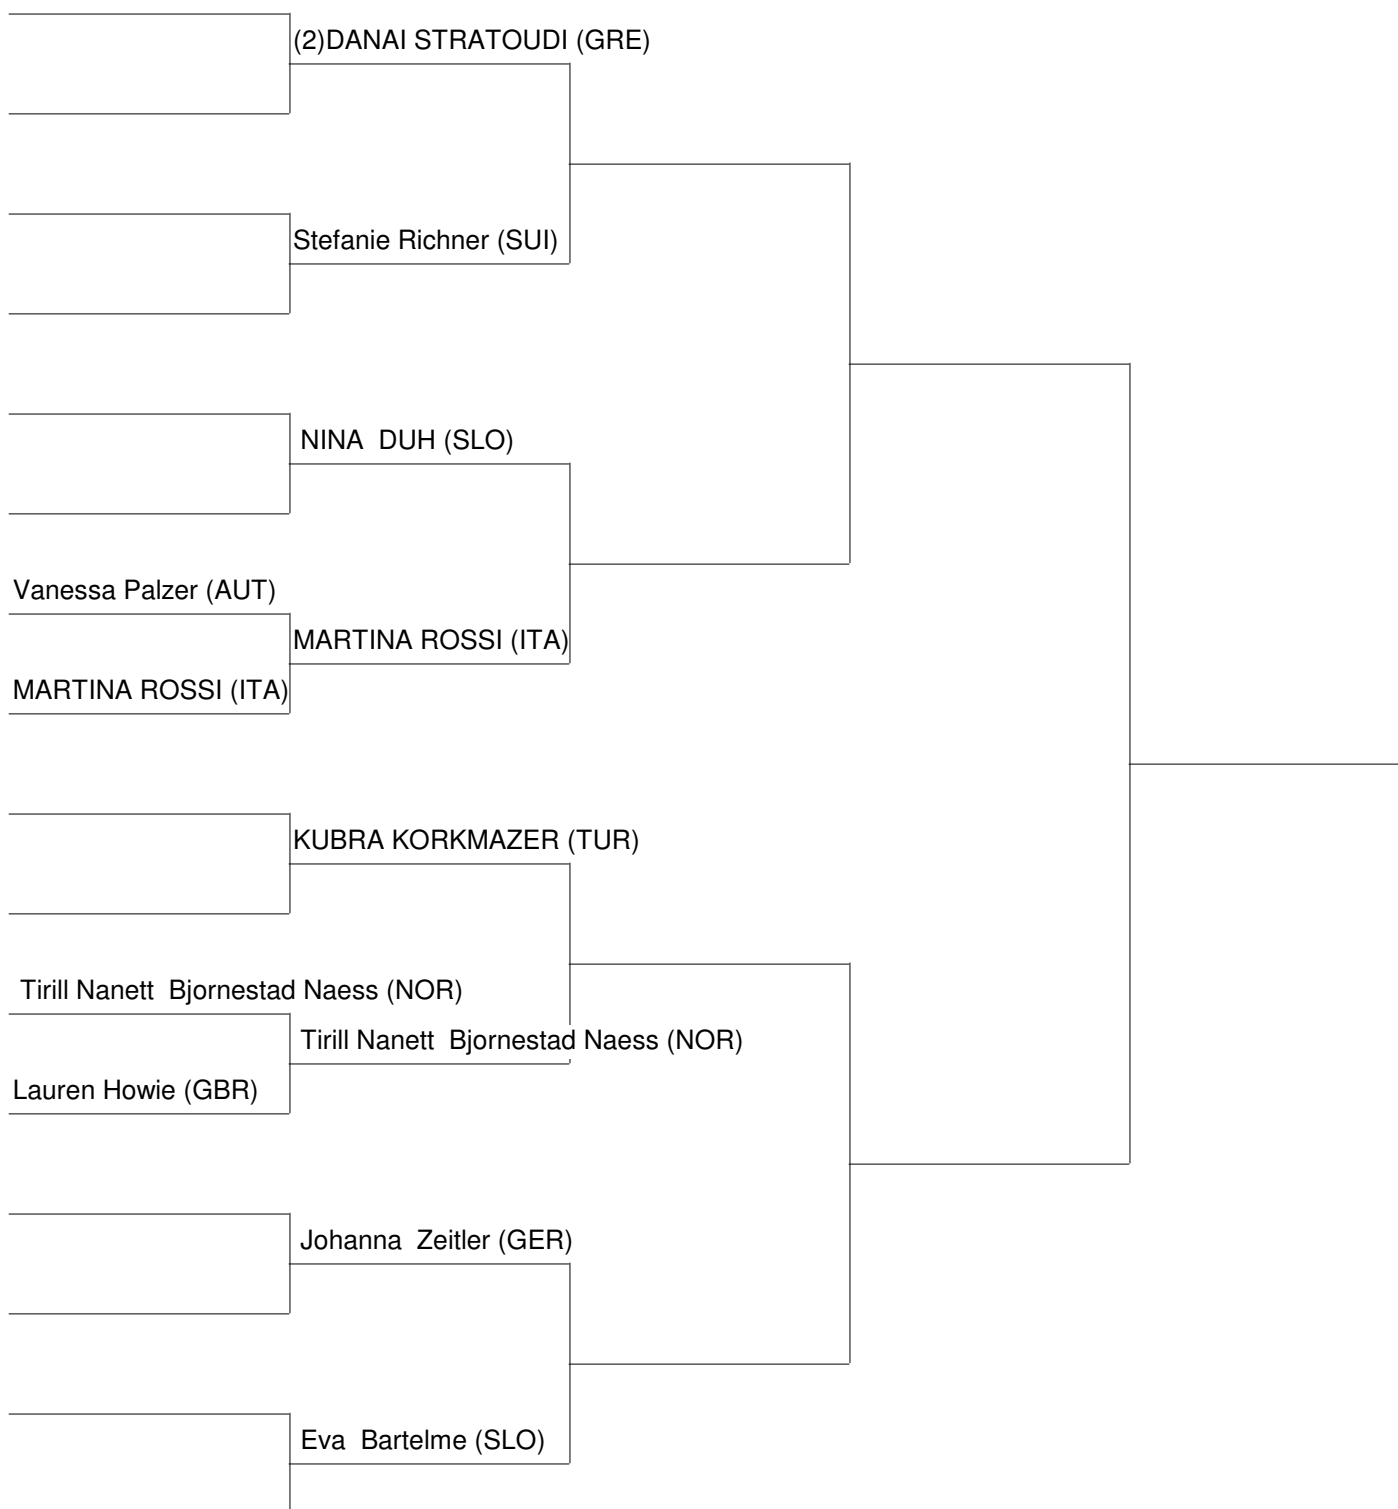 (2)DANAI STRATOUDI (GRE)
Stefanie Richner (SUI)
NINA  DUH (SLO)
Vanessa Palzer (AUT)
MARTINA ROSSI (ITA)
MARTINA ROSSI (ITA)
KUBRA KORKMAZER (TUR)
Tirill Nanett  Bjornestad Naess (NOR)
Tirill Nanett  Bjornestad Naess (NOR)
Lauren Howie (GBR)
Johanna  Zeitler (GER)
Eva  Bartelme (SLO)